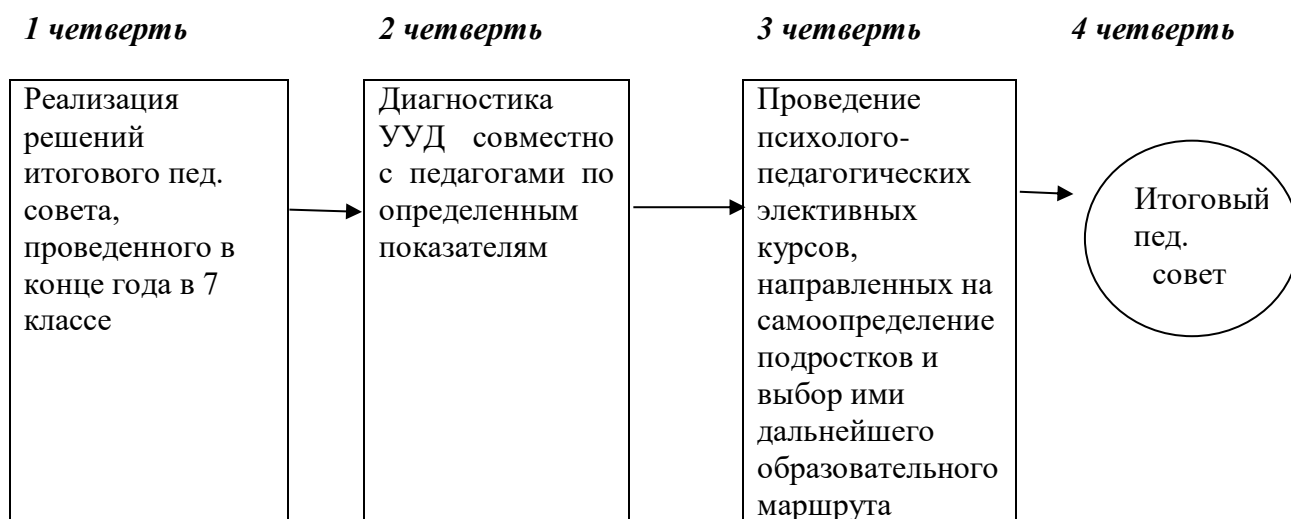 1 четверть
2 четверть
3 четверть
4 четверть
Реализация
решений
итогового пед.
совета,
проведенного в
конце года в 7
классе
Диагностика
УУД совместно
с педагогами по
определенным
показателям
Проведение
психолого-
педагогических
элективных
курсов,
направленных на
самоопределение
подростков и
выбор ими
дальнейшего
образовательного
маршрута
Итоговый
пед.
совет